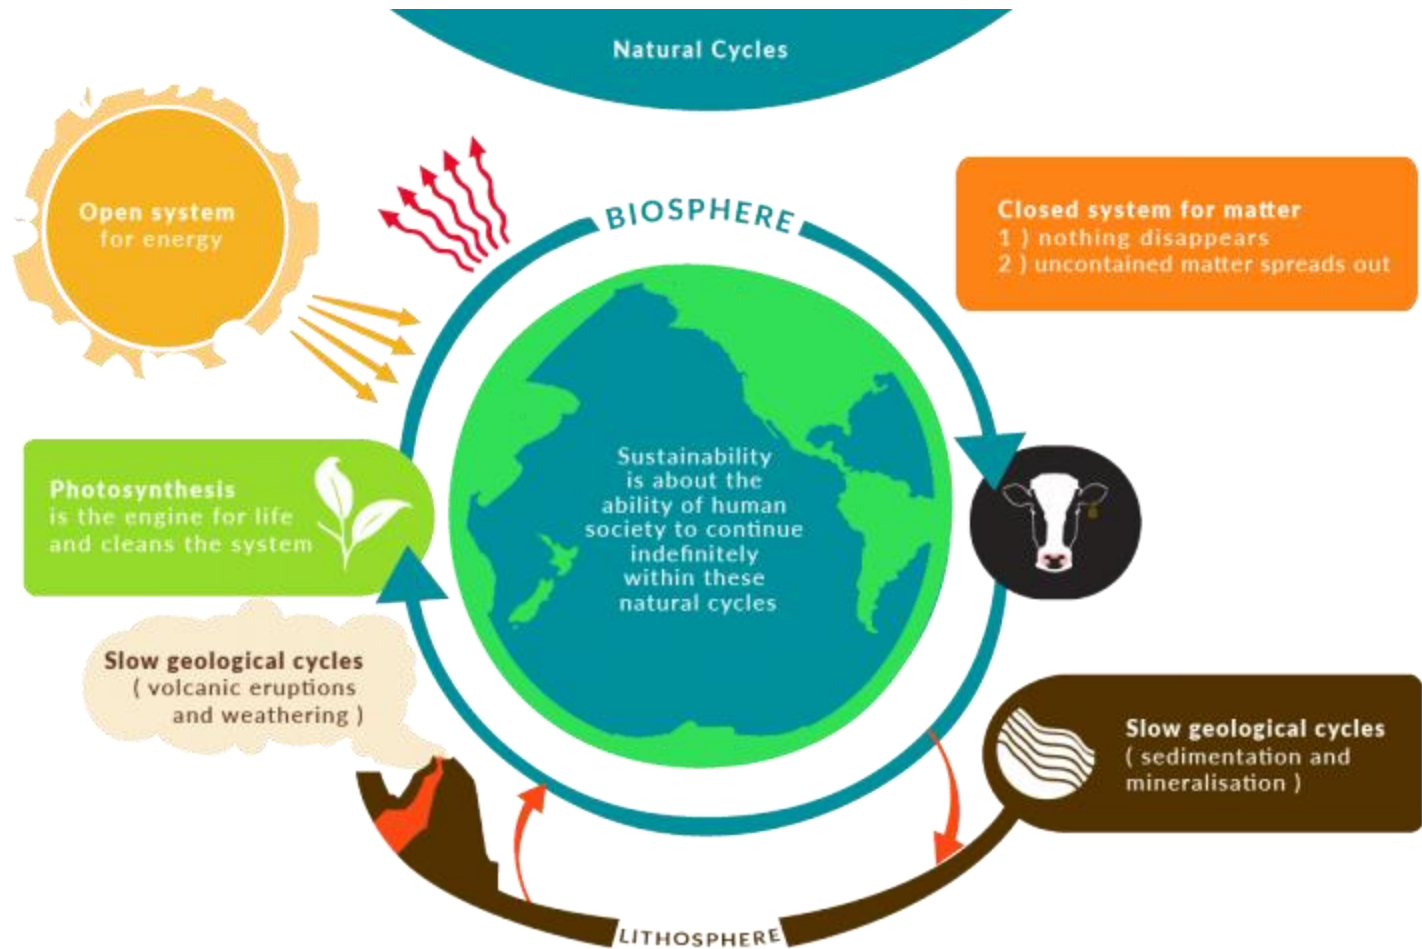 Natural Cycles
Open system
for energy
BIOSPHERE
Closed system for matter
1 ) nothing disappears
2 ) uncontained matter spreads out
Photosynthesis
is the engine for life
and cleans the system
Sustainability
is about the
ability of human
society to continue
indefinitely
within these
natural cycles
Slow geological cycles
( volcanic eruptions
and weathering )
Slow geological cycles
( sedimentation and
mineralisation )
LITHOSPHERE